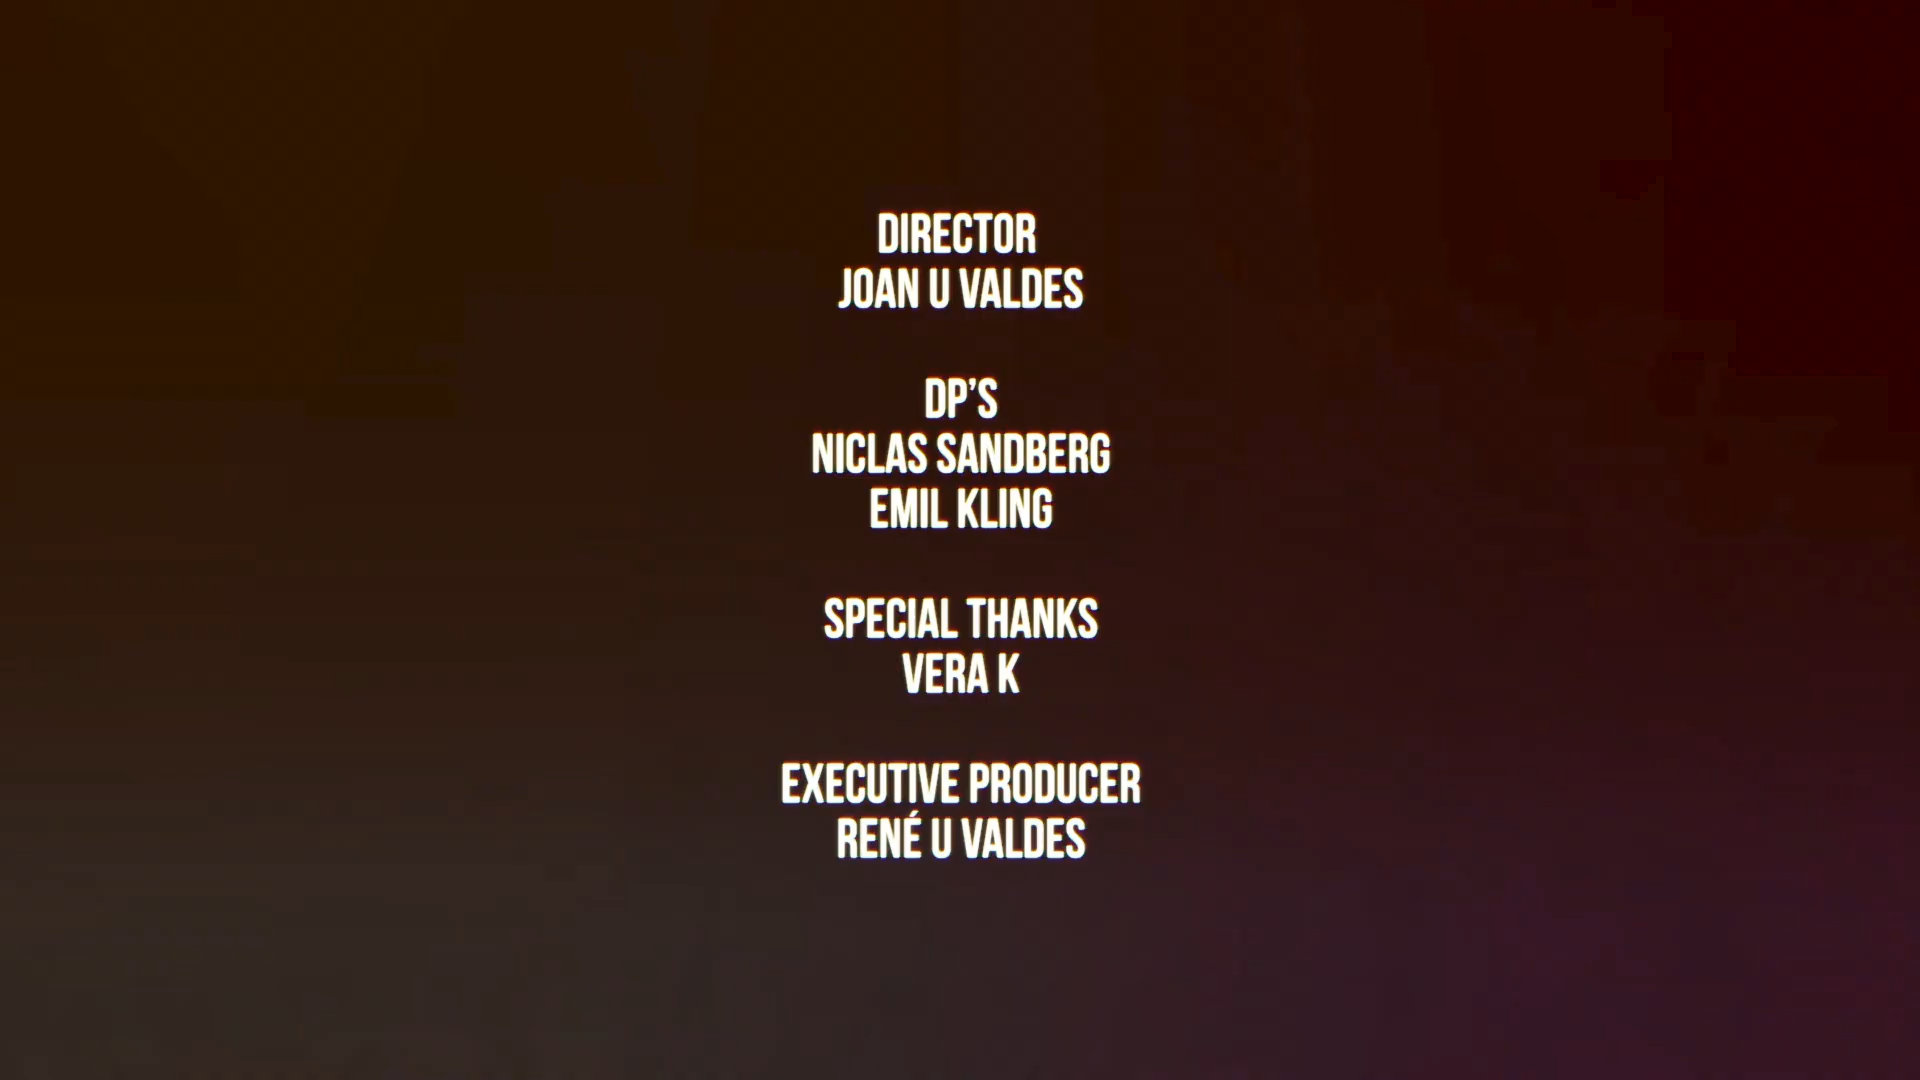 DIRECTOR
JOAN U VALDES
DP’S
NICLAS SANDBERG
EMIL KLING
SPECIAL THANKS
VERA K
EXECUTIVE PRODUCER
RENÉ U VALDES